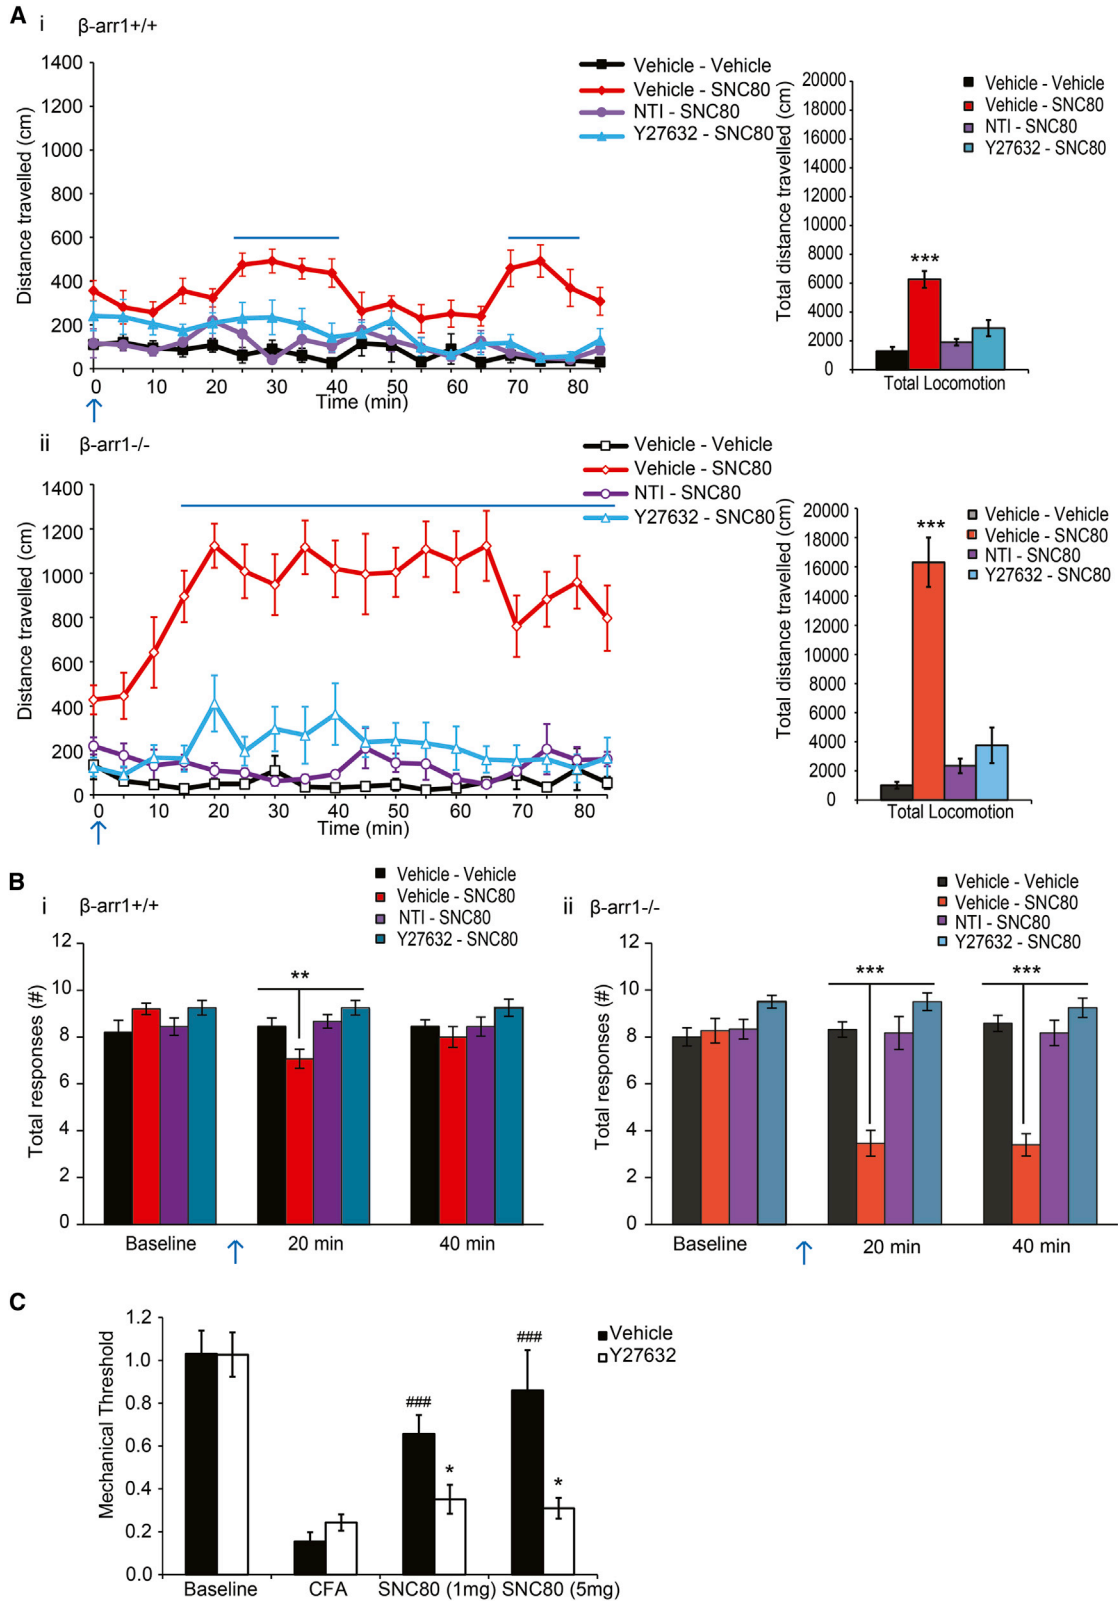 A i β-arr1+/+
1400
1200
1000
800
600
400
200
0
Distance travelled (cm)
0 10 20 30 40 50 60 70 80
Time (min)
Vehicle - Vehicle
Vehicle - SNC80
NTI - SNC80
Y27632 - SNC80
20000
18000
16000
14000
12000
10000
8000
6000
4000
2000
0
Total distance travelled (cm)
***
Total Locomotion
Vehicle - Vehicle
Vehicle - SNC80
NTI - SNC80
Y27632 - SNC80
ii β-arr1-/-
1400
1200
1000
800
600
400
200
0
Distance travelled (cm)
0 10 20 30 40 50 60 70 80
Time (min)
Vehicle - Vehicle
Vehicle - SNC80
NTI - SNC80
Y27632 - SNC80
20000
18000
16000
14000
12000
10000
8000
6000
4000
2000
0
Total distance travelled (cm)
***
Total Locomotion
Vehicle - Vehicle
Vehicle - SNC80
NTI - SNC80
Y27632 - SNC80
B i β-arr1+/+
Vehicle - Vehicle
Vehicle - SNC80
NTI - SNC80
Y27632 - SNC80
12
10
8
6
4
2
0
Total responses (#)
**
Baseline 20 min 40 min
ii β-arr1-/-
Vehicle - Vehicle
Vehicle - SNC80
NTI - SNC80
Y27632 - SNC80
12
10
8
6
4
2
0
Total responses (#)
*** ***
Baseline 20 min 40 min
C
1.2
1.0
0.8
0.6
0.4
0.2
0.0
Mechanical Threshold
### ###
* *
Vehicle
Y27632
Baseline CFA SNC80 (1mg) SNC80 (5mg)